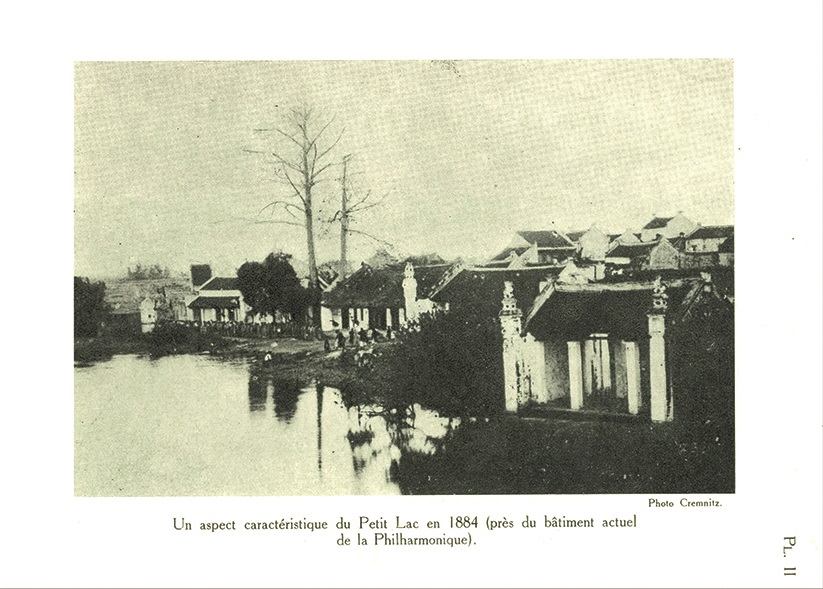 Photo Cremnitz.
Un aspect caractéristique du Petit Lac en 1884 (près du bâtiment actuel
de la Philharmonique).
PL. II